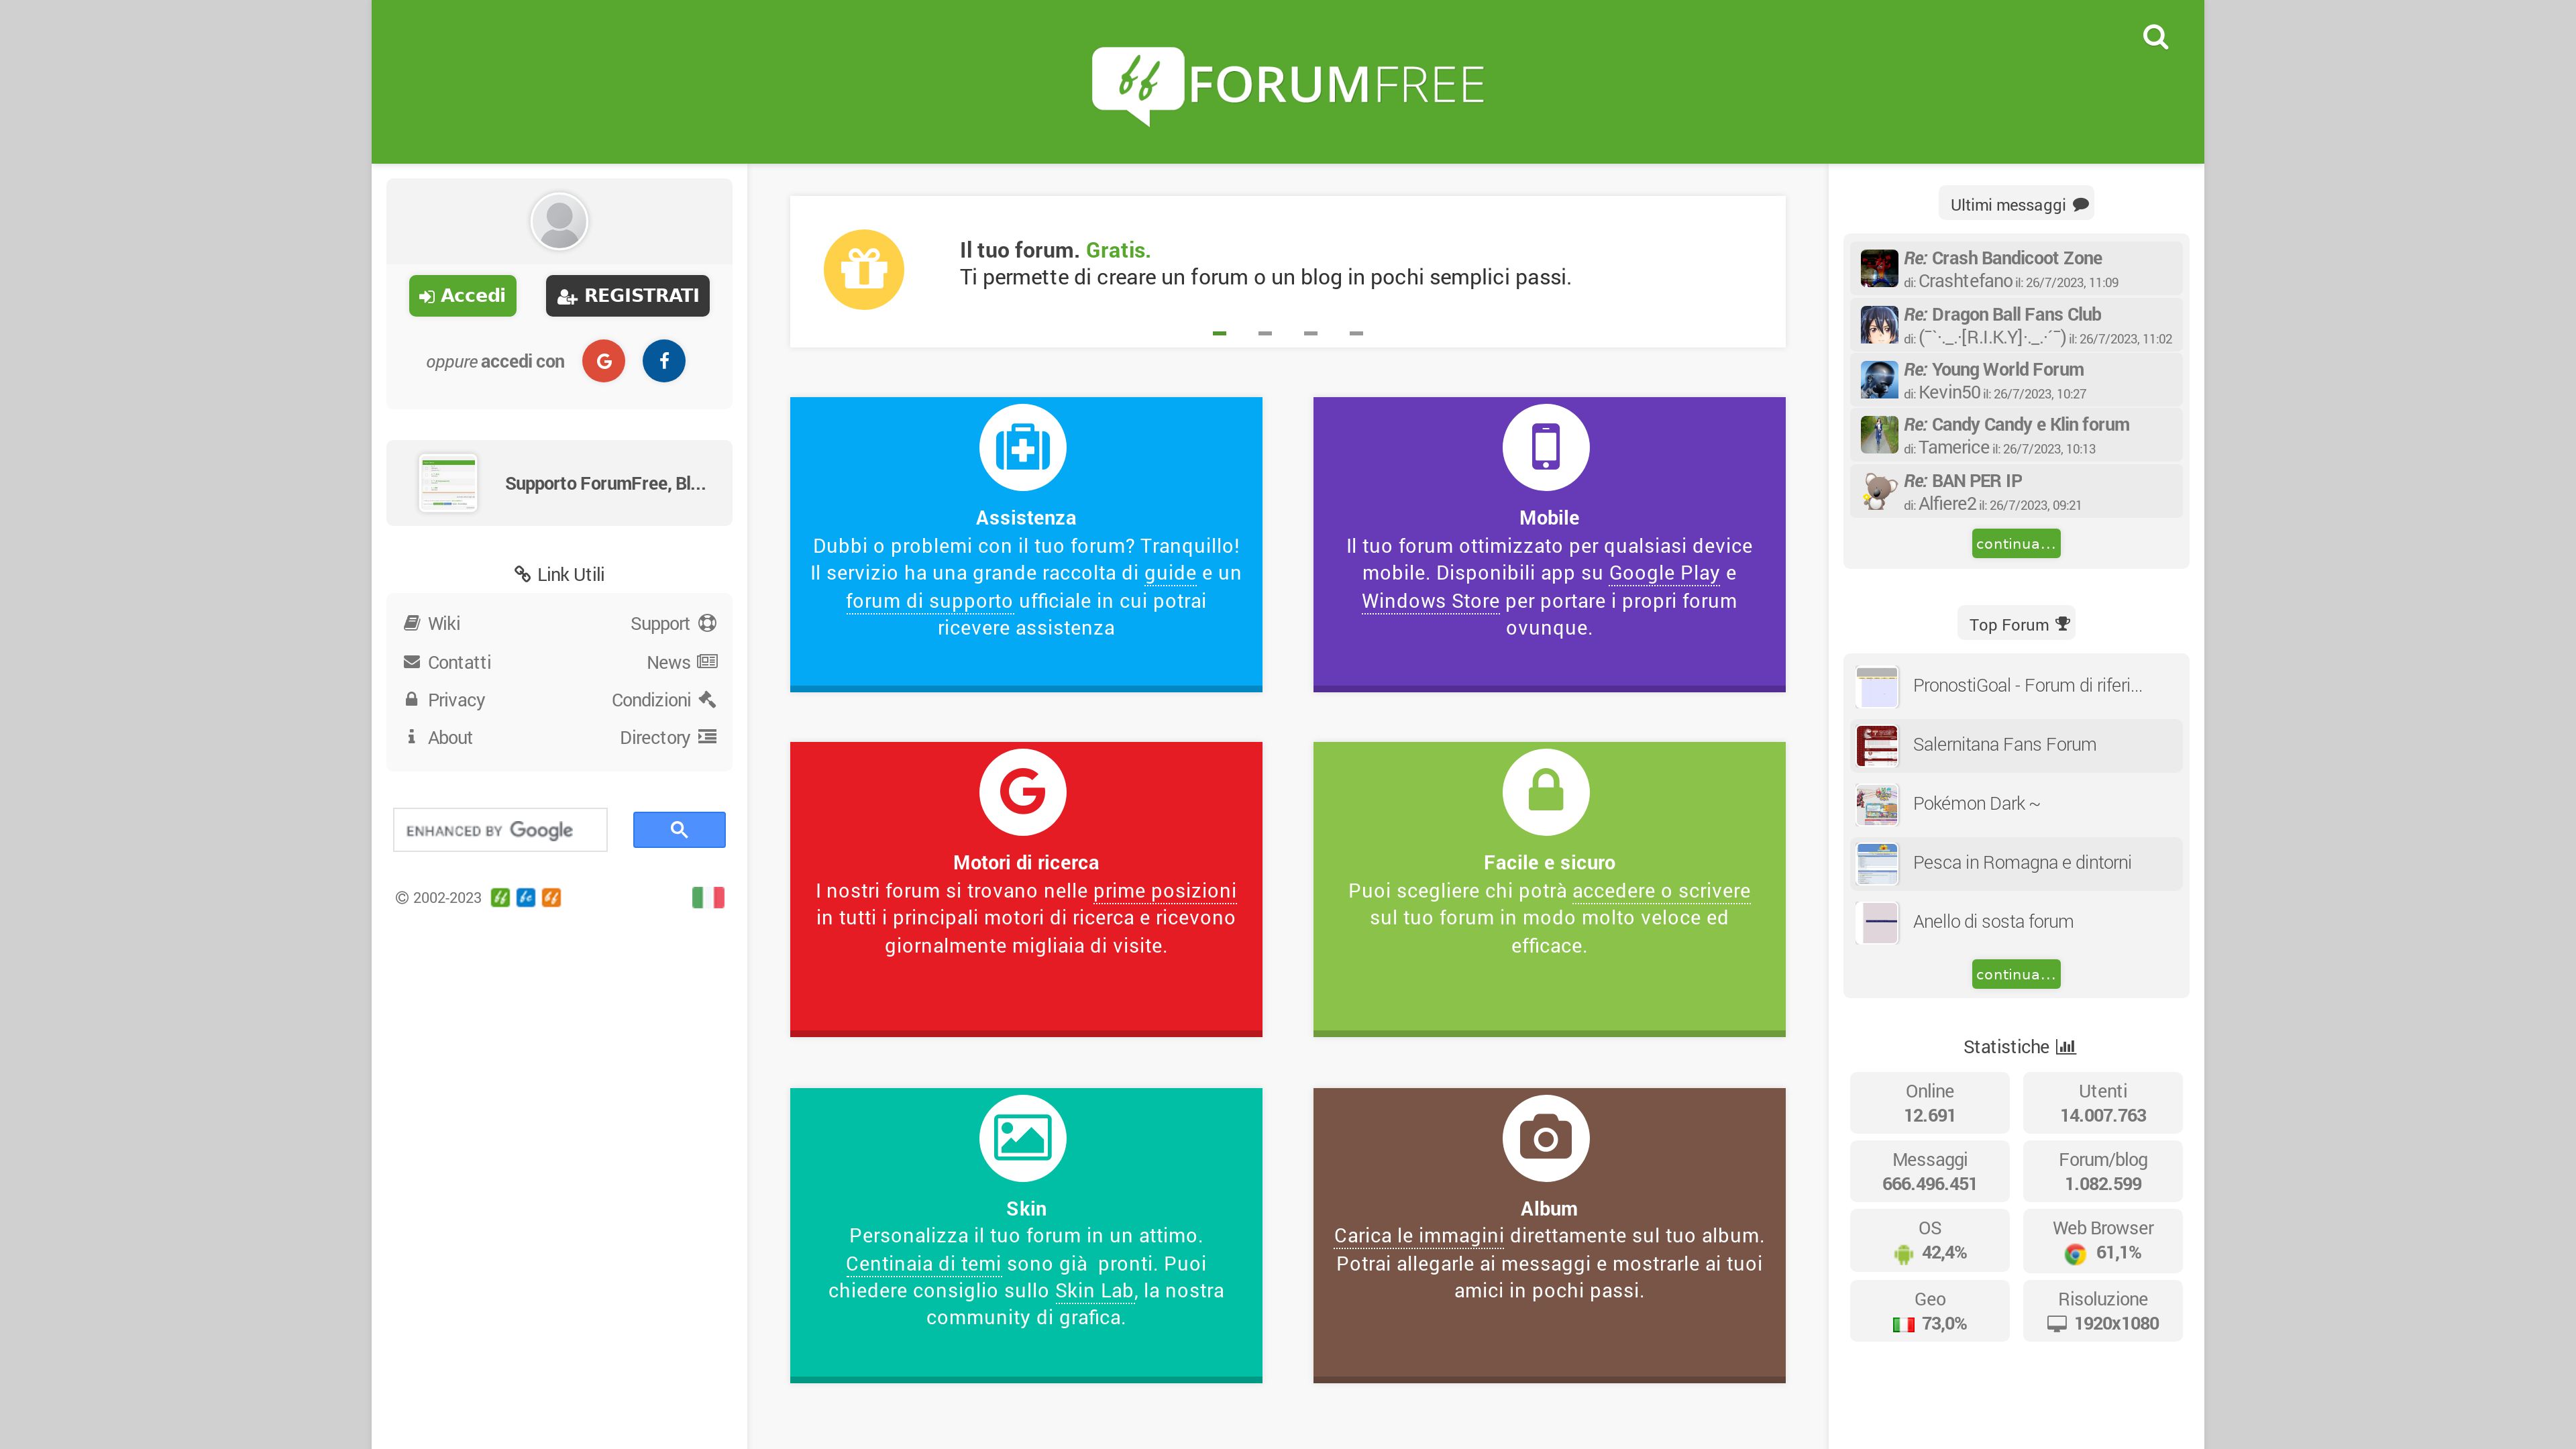 FORUMFREE
Accedi
REGISTRATI
oppure accedi con
Supporto ForumFree, Bl...
Link Utili
Wiki
Support
Contatti
News
Privacy
Condizioni
About
Directory
ENHANCED BY Google
© 2002-2023
Il tuo forum. Gratis.
Ti permette di creare un forum o un blog in pochi semplici passi.
Assistenza
Dubbi o problemi con il tuo forum? Tranquillo!
Il servizio ha una grande raccolta di guide e un
forum di supporto ufficiale in cui potrai
ricevere assistenza
Mobile
Il tuo forum ottimizzato per qualsiasi device
mobile. Disponibili app su Google Play e
Windows Store per portare i propri forum
ovunque.
Motori di ricerca
I nostri forum si trovano nelle prime posizioni
in tutti i principali motori di ricerca e ricevono
giornalmente migliaia di visite.
Facile e sicuro
Puoi scegliere chi potrà accedere o scrivere
sul tuo forum in modo molto veloce ed
efficace.
Skin
Personalizza il tuo forum in un attimo.
Centinaia di temi sono già pronti. Puoi
chiedere consiglio sullo Skin Lab, la nostra
community di grafica.
Album
Carica le immagini direttamente sul tuo album.
Potrai allegarle ai messaggi e mostrarle ai tuoi
amici in pochi passi.
Ultimi messaggi
Re: Crash Bandicoot Zone
di: Crashtefano il: 26/7/2023, 11:09
Re: Dragon Ball Fans Club
di: (¯`·._.·[R.I.K.Y]·._.·´¯) il: 26/7/2023, 11:02
Re: Young World Forum
di: Kevin50 il: 26/7/2023, 10:27
Re: Candy Candy e Klin forum
di: Tamerice il: 26/7/2023, 10:13
Re: BAN PER IP
di: Alfiere2 il: 26/7/2023, 09:21
continua...
Top Forum
PronostiGoal - Forum di riferi...
Salernitana Fans Forum
Pokémon Dark ~
Pesca in Romagna e dintorni
Anello di sosta forum
continua...
Statistiche
Online
12.691
Utenti
14.007.763
Messaggi
666.496.451
Forum/blog
1.082.599
OS
42,4%
Web Browser
61,1%
Geo
73,0%
Risoluzione
1920x1080